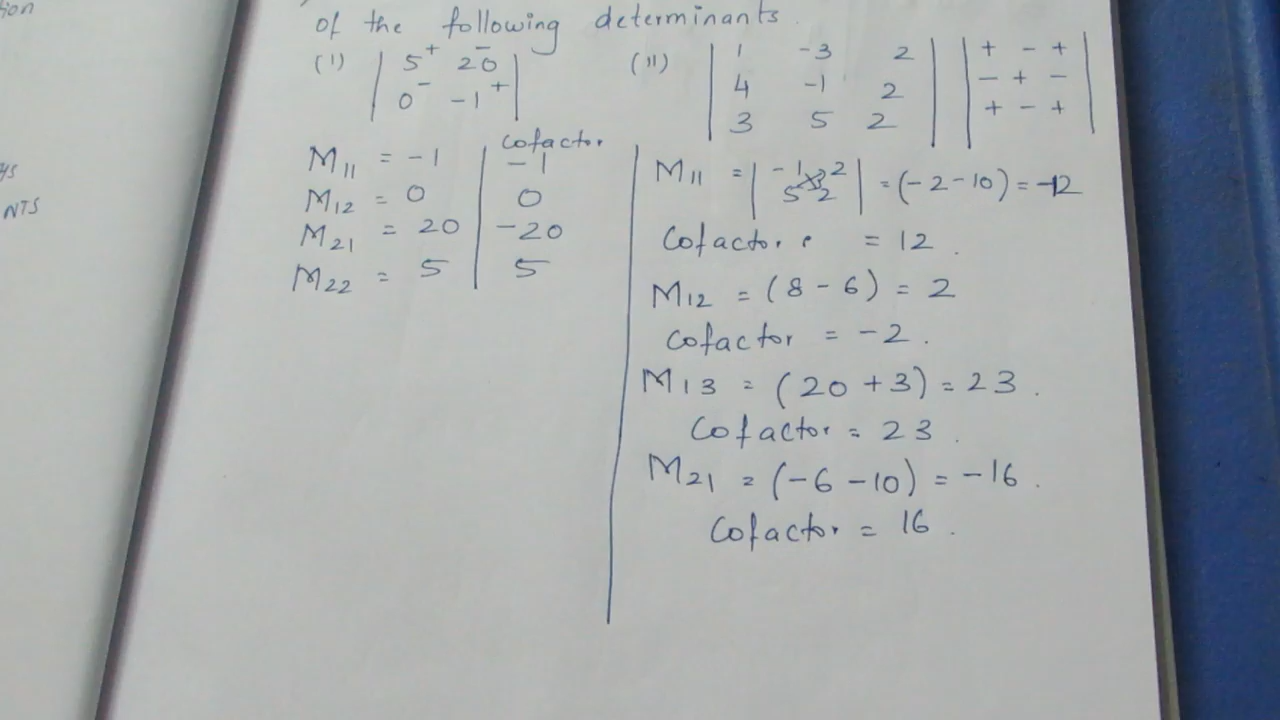 ion
YS
NTS
of the following determinants.
(i) | 5⁺ 20⁻ |
| 0⁻ -1⁺ |
cofactor
M₁₁ = -1 | -1
M₁₂ = 0 | 0
M₂₁ = 20 | -20
M₂₂ = 5 | 5
(ii) | 1 -3 2 | | + - + |
| 4 -1 2 | | - + - |
| 3 5 2 | | + - + |
M₁₁ = | -1 2 | = (-2-10) = -12
| 5 2 |
Cofactor = 12.
M₁₂ = (8 - 6) = 2
Cofactor = -2.
M₁₃ = (20 + 3) = 23.
Cofactor = 23.
M₂₁ = (-6 - 10) = -16.
Cofactor = 16.